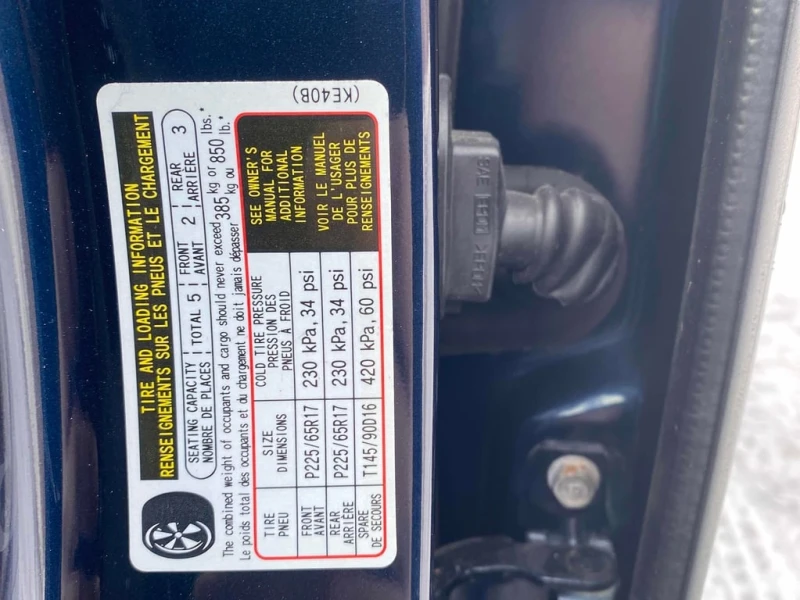 TIRE AND LOADING INFORMATION
RENSEIGNEMENTS SUR LES PNEUS ET LE CHARGEMENT
SEATING CAPACITY
NOMBRE DE PLACES
TOTAL 5
FRONT
AVANT
2
REAR
ARRIÈRE
3
The combined weight of occupants and cargo should never exceed 385 kg or 850 lbs.*
Le poids total des occupants et du chargement ne doit jamais dépasser kg ou lb.*
TIRE
PNEU
SIZE
DIMENSIONS
COLD TIRE PRESSURE
PRESSION DES
PNEUS À FROID
FRONT
AVANT
P225/65R17
230 kPa, 34 psi
REAR
ARRIÈRE
P225/65R17
230 kPa, 34 psi
SPARE
DE SECOURS
T145/90D16
420 kPa, 60 psi
SEE OWNER'S
MANUAL FOR
ADDITIONAL
INFORMATION
VOIR LE MANUEL
DE L'USAGER
POUR PLUS DE
RENSEIGNEMENTS
(KE40B)